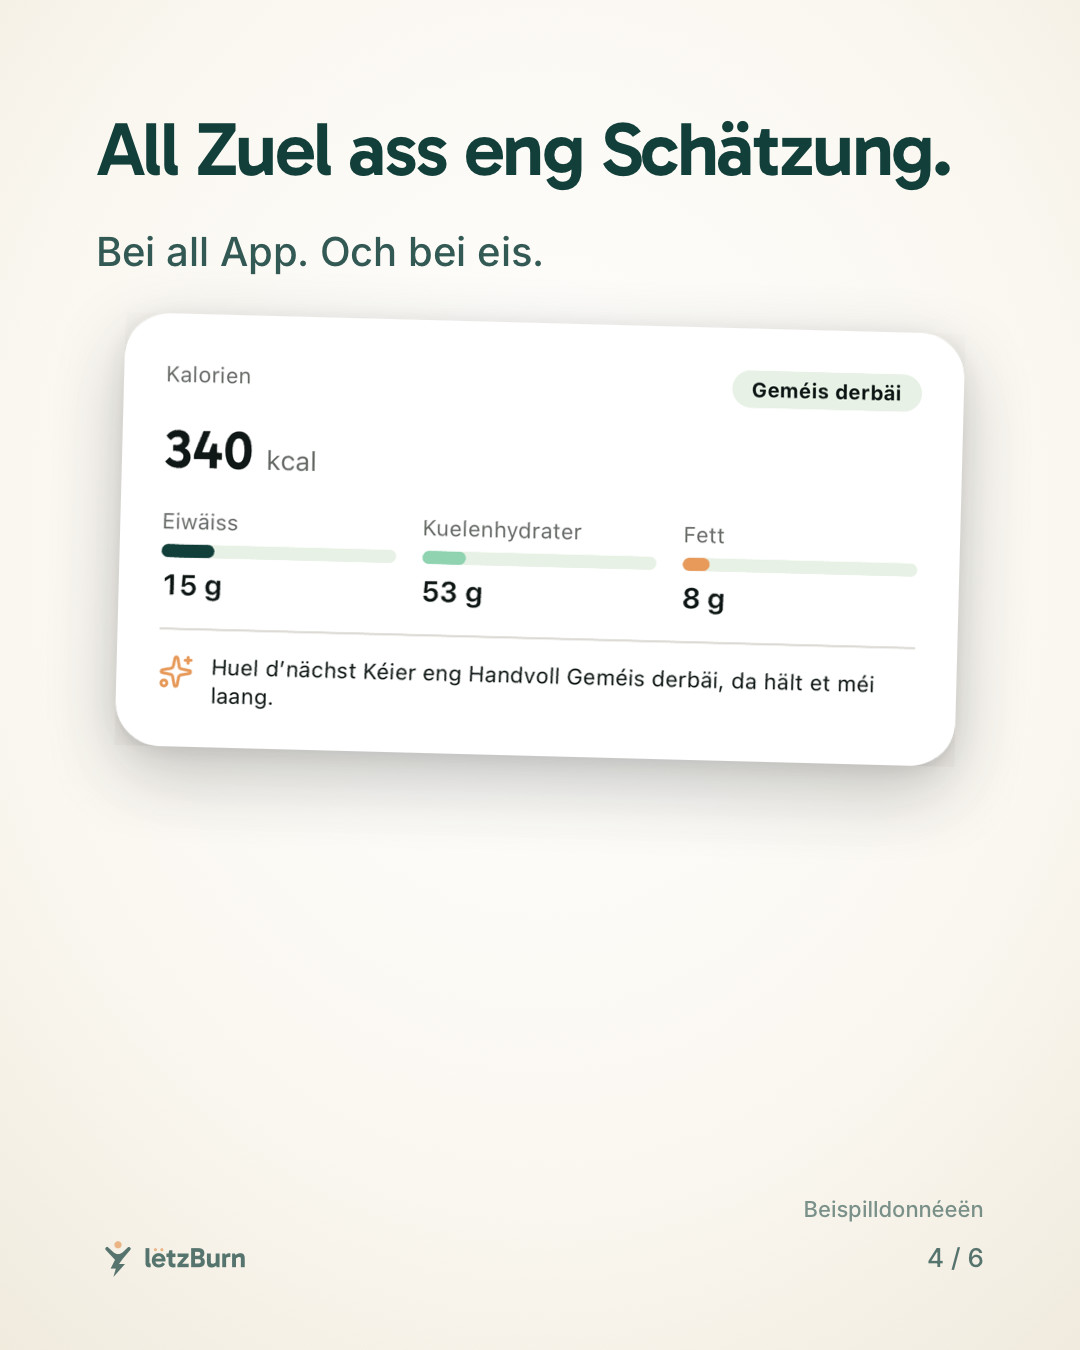 All Zuel ass eng Schätzung.
Bei all App. Och bei eis.
Kalorien
Geméis derbäi
340 kcal
Eiwäiss
Kuelenhydrater
Fett
15 g
53 g
8 g
Huel d’nächst Kéier eng Handvoll Geméis derbäi, da hält et méi
laang.
Beispilldonnéeën
lëtzBurn
4 / 6